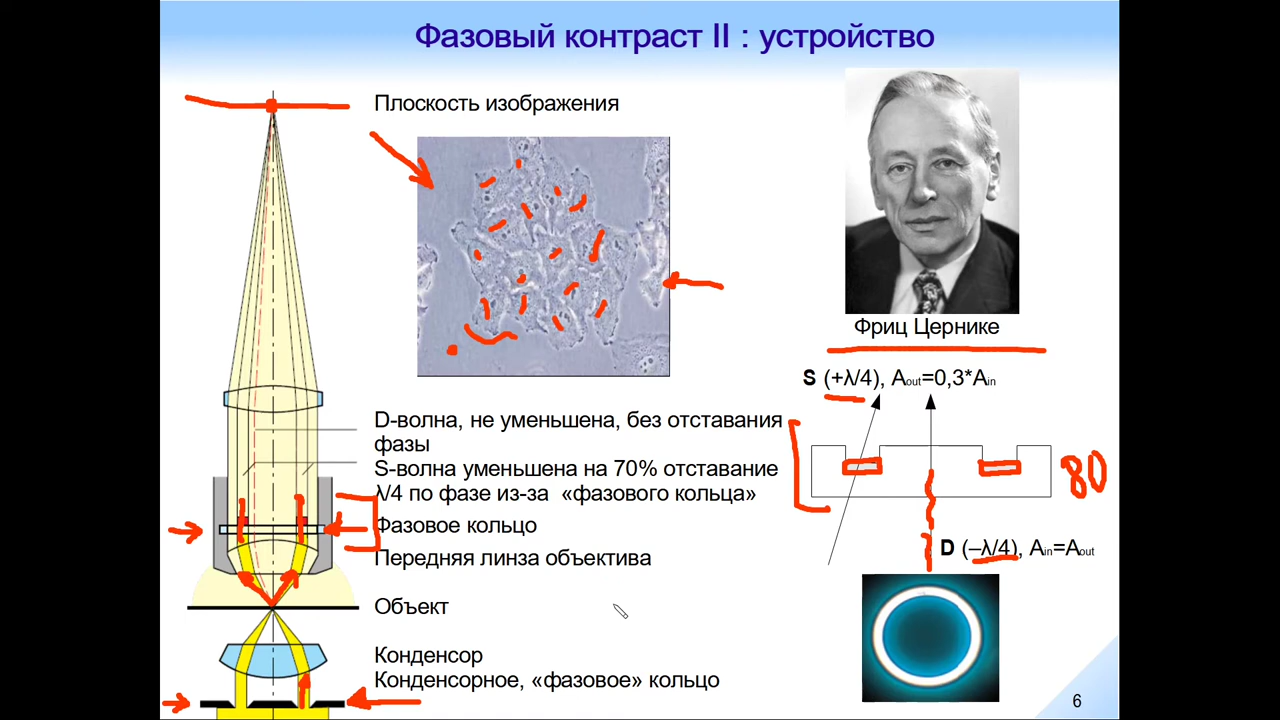 Фазовый контраст II : устройство
Плоскость изображения
Фриц Цернике
S (+λ/4), Aout=0,3*Ain
D-волна, не уменьшена, без отставания
фазы
S-волна уменьшена на 70% отставание
λ/4 по фазе из-за «фазового кольца»
80
Фазовое кольцо
D (–λ/4), Ain=Aout
Передняя линза объектива
Объект
Конденсор
Конденсорное, «фазовое» кольцо
6